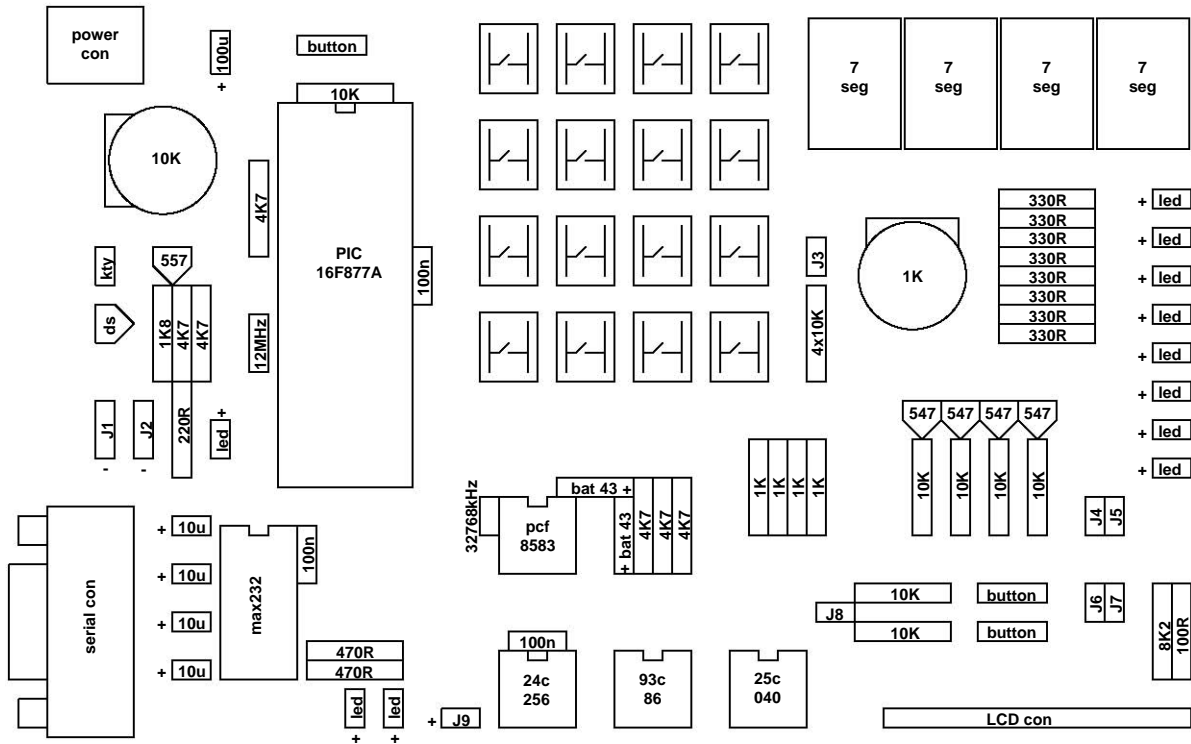 power
con
100u
+
button
10K
7
seg
7
seg
7
seg
7
seg
10K
4K7
PIC
16F877A
100n
kty
557
ds
1K8
4K7
4K7
12MHz
J3
4x10K
1K
330R
330R
330R
330R
330R
330R
330R
330R
+ led
+ led
+ led
+ led
+ led
+ led
+ led
+ led
J1
-
J2
-
220R
+
led
547
547
547
547
10K
10K
10K
10K
1K
1K
1K
1K
J4
J5
32768kHz
bat 43 +
pcf
8583
+ bat 43
4K7
4K7
4K7
serial con
+ 10u
+ 10u
+ 10u
+ 10u
max232
100n
470R
470R
led
+
led
+
10K
J8
10K
button
button
J6
J7
8K2
100R
100n
24c
256
93c
86
25c
040
+ J9
LCD con